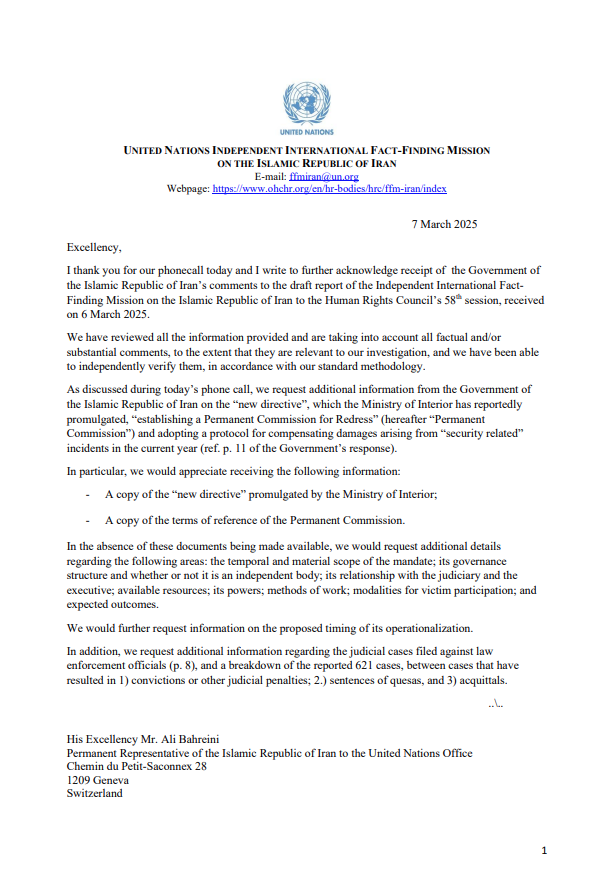 UNITED NATIONS
UNITED NATIONS INDEPENDENT INTERNATIONAL FACT-FINDING MISSION
ON THE ISLAMIC REPUBLIC OF IRAN
E-mail: ffmiran@un.org
Webpage: https://www.ohchr.org/en/hr-bodies/hrc/ffm-iran/index
7 March 2025
Excellency,
I thank you for our phonecall today and I write to further acknowledge receipt of the Government of
the Islamic Republic of Iran's comments to the draft report of the Independent International Fact-
Finding Mission on the Islamic Republic of Iran to the Human Rights Council's 58th session, received
on 6 March 2025.
We have reviewed all the information provided and are taking into account all factual and/or
substantial comments, to the extent that they are relevant to our investigation, and we have been able
to independently verify them, in accordance with our standard methodology.
As discussed during today's phone call, we request additional information from the Government of
the Islamic Republic of Iran on the “new directive”, which the Ministry of Interior has reportedly
promulgated, “establishing a Permanent Commission for Redress” (hereafter “Permanent
Commission”) and adopting a protocol for compensating damages arising from “security related”
incidents in the current year (ref. p. 11 of the Government's response).
In particular, we would appreciate receiving the following information:
- A copy of the “new directive” promulgated by the Ministry of Interior;
- A copy of the terms of reference of the Permanent Commission.
In the absence of these documents being made available, we would request additional details
regarding the following areas: the temporal and material scope of the mandate; its governance
structure and whether or not it is an independent body; its relationship with the judiciary and the
executive; available resources; its powers; methods of work; modalities for victim participation; and
expected outcomes.
We would further request information on the proposed timing of its operationalization.
In addition, we request additional information regarding the judicial cases filed against law
enforcement officials (p. 8), and a breakdown of the reported 621 cases, between cases that have
resulted in 1) convictions or other judicial penalties; 2.) sentences of quesas, and 3) acquittals.
..\..
His Excellency Mr. Ali Bahreini
Permanent Representative of the Islamic Republic of Iran to the United Nations Office
Chemin du Petit-Saconnex 28
1209 Geneva
Switzerland
1